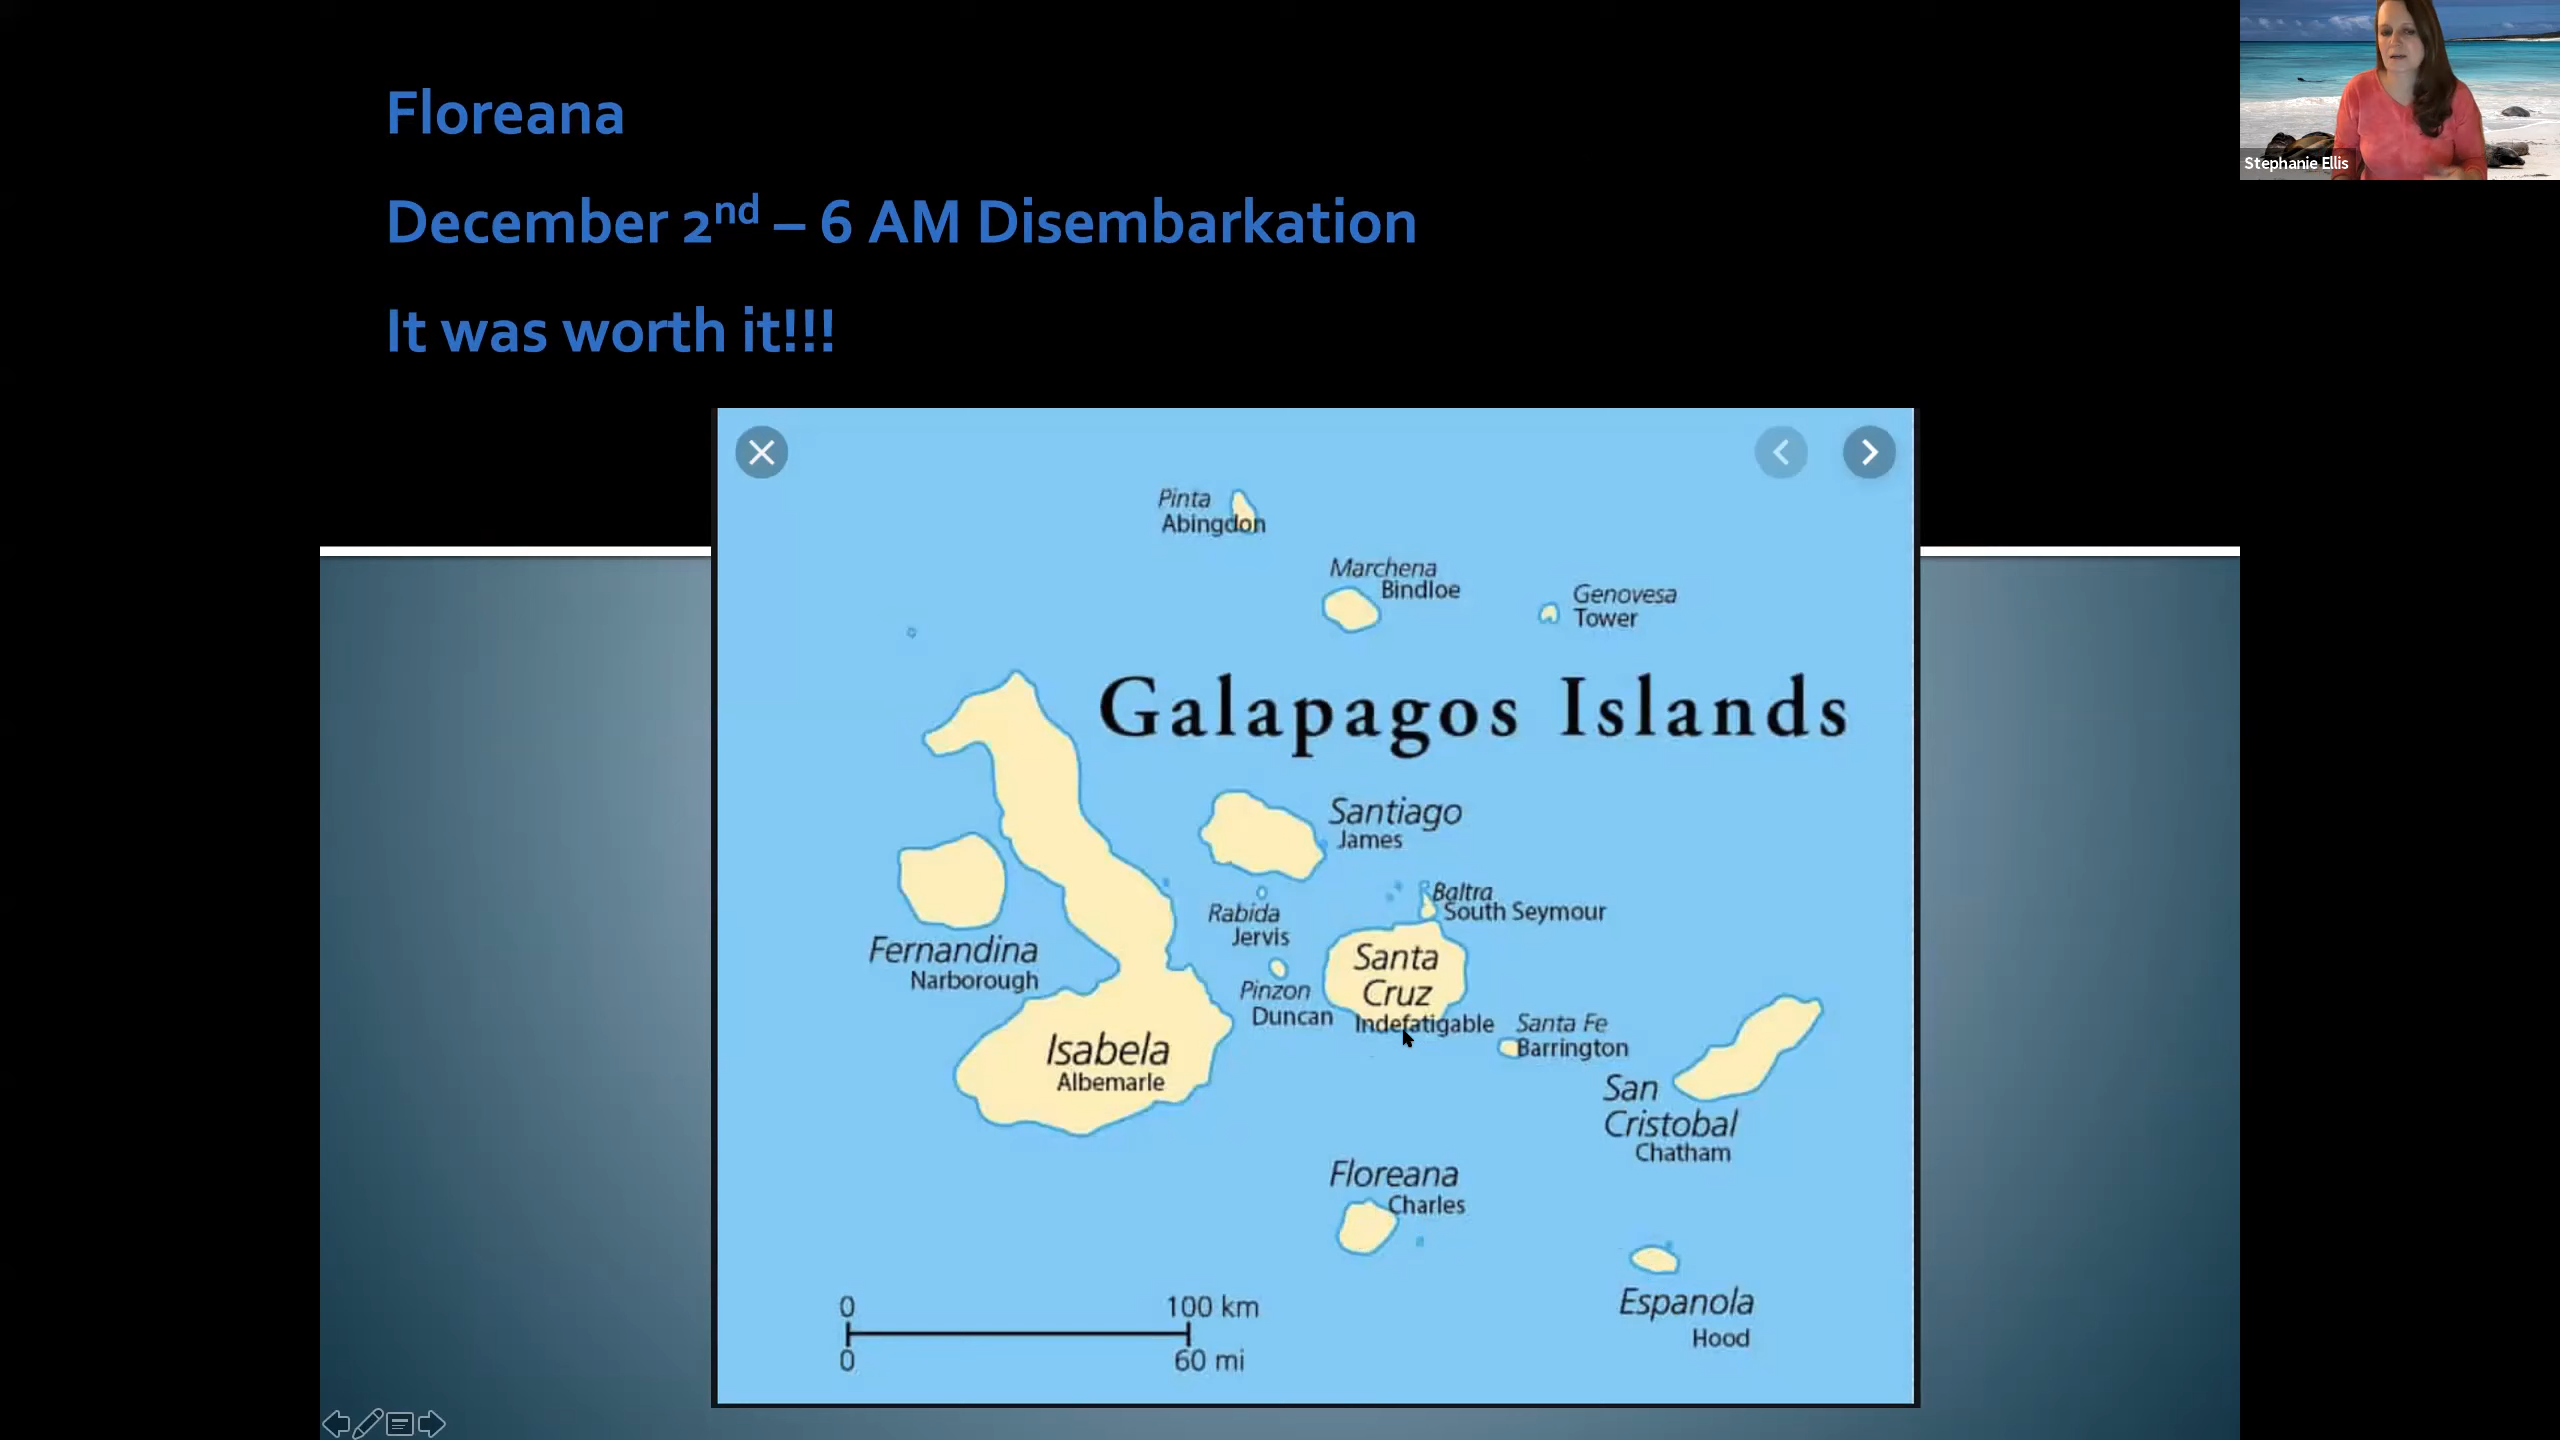 Floreana
December 2nd – 6 AM Disembarkation
It was worth it!!!
Stephanie Ellis
Pinta
Abingdon
Marchena
Bindloe
Genovesa
Tower
Galapagos Islands
Santiago
James
Baltra
South Seymour
Rabida
Jervis
Fernandina
Narborough
Santa
Cruz
Indefatigable
Pinzon
Duncan
Santa Fe
Barrington
Isabela
Albemarle
San
Cristobal
Chatham
Floreana
Charles
Espanola
Hood
0 100 km
0 60 mi